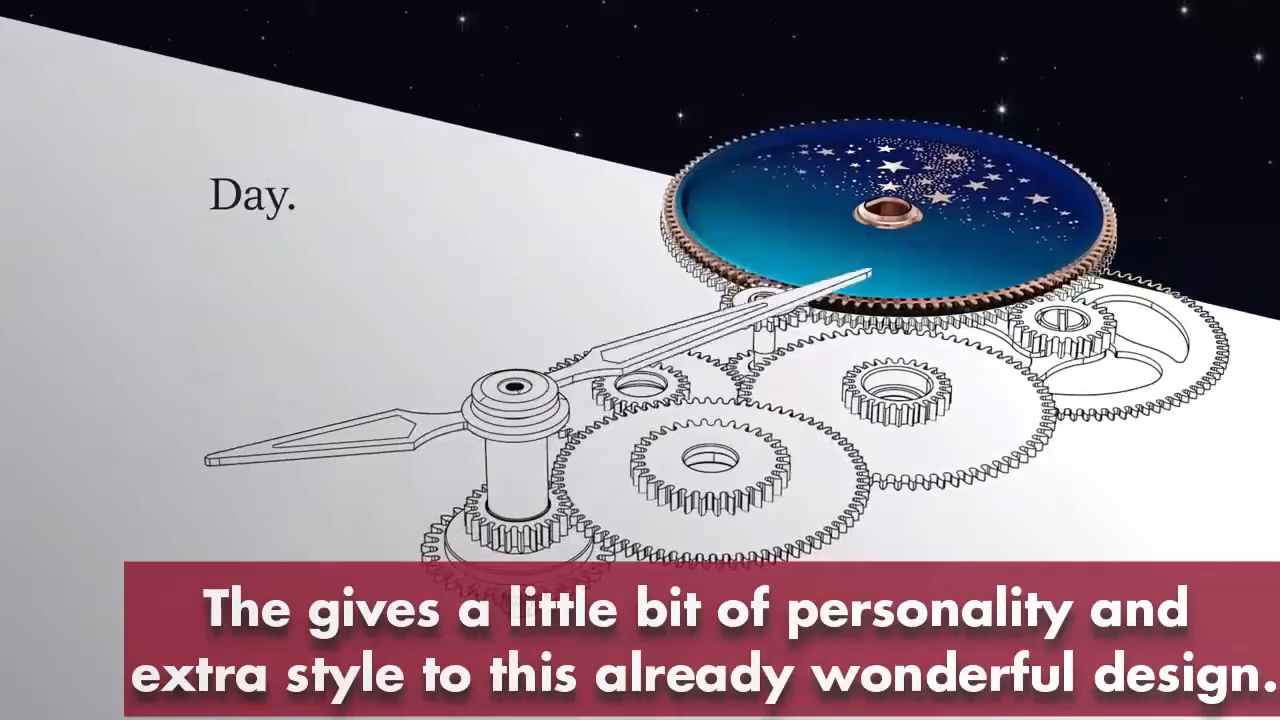 Day.
The gives a little bit of personality and
extra style to this already wonderful design.